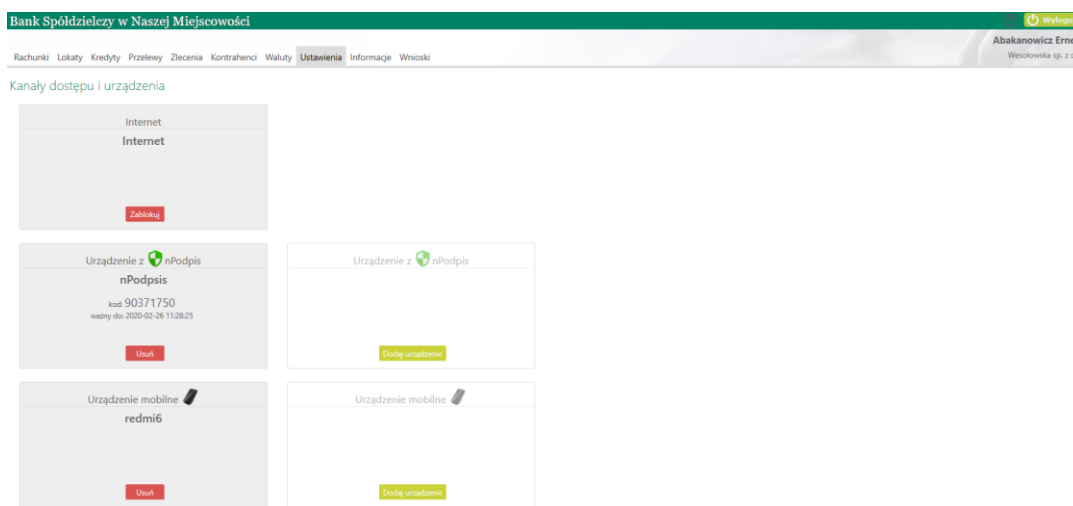 Bank Spółdzielczy w Naszej Miejscowości
Wylogu
Abakanowicz Erne
Wesołowska sp. z o
Rachunki Lokaty Kredyty Przelewy Zlecenia Kontrahenci Waluty Ustawienia Informacje Wnioski
Kanały dostępu i urządzenia
Internet
Internet
Zablokuj
Urządzenie z nPodpis
nPodpsis
kod: 90371750
ważny do: 2020-02-26 11:28:25
Usuń
Urządzenie z nPodpis
Dodaj urządzenie
Urządzenie mobilne
redmi6
Usuń
Urządzenie mobilne
Dodaj urządzenie